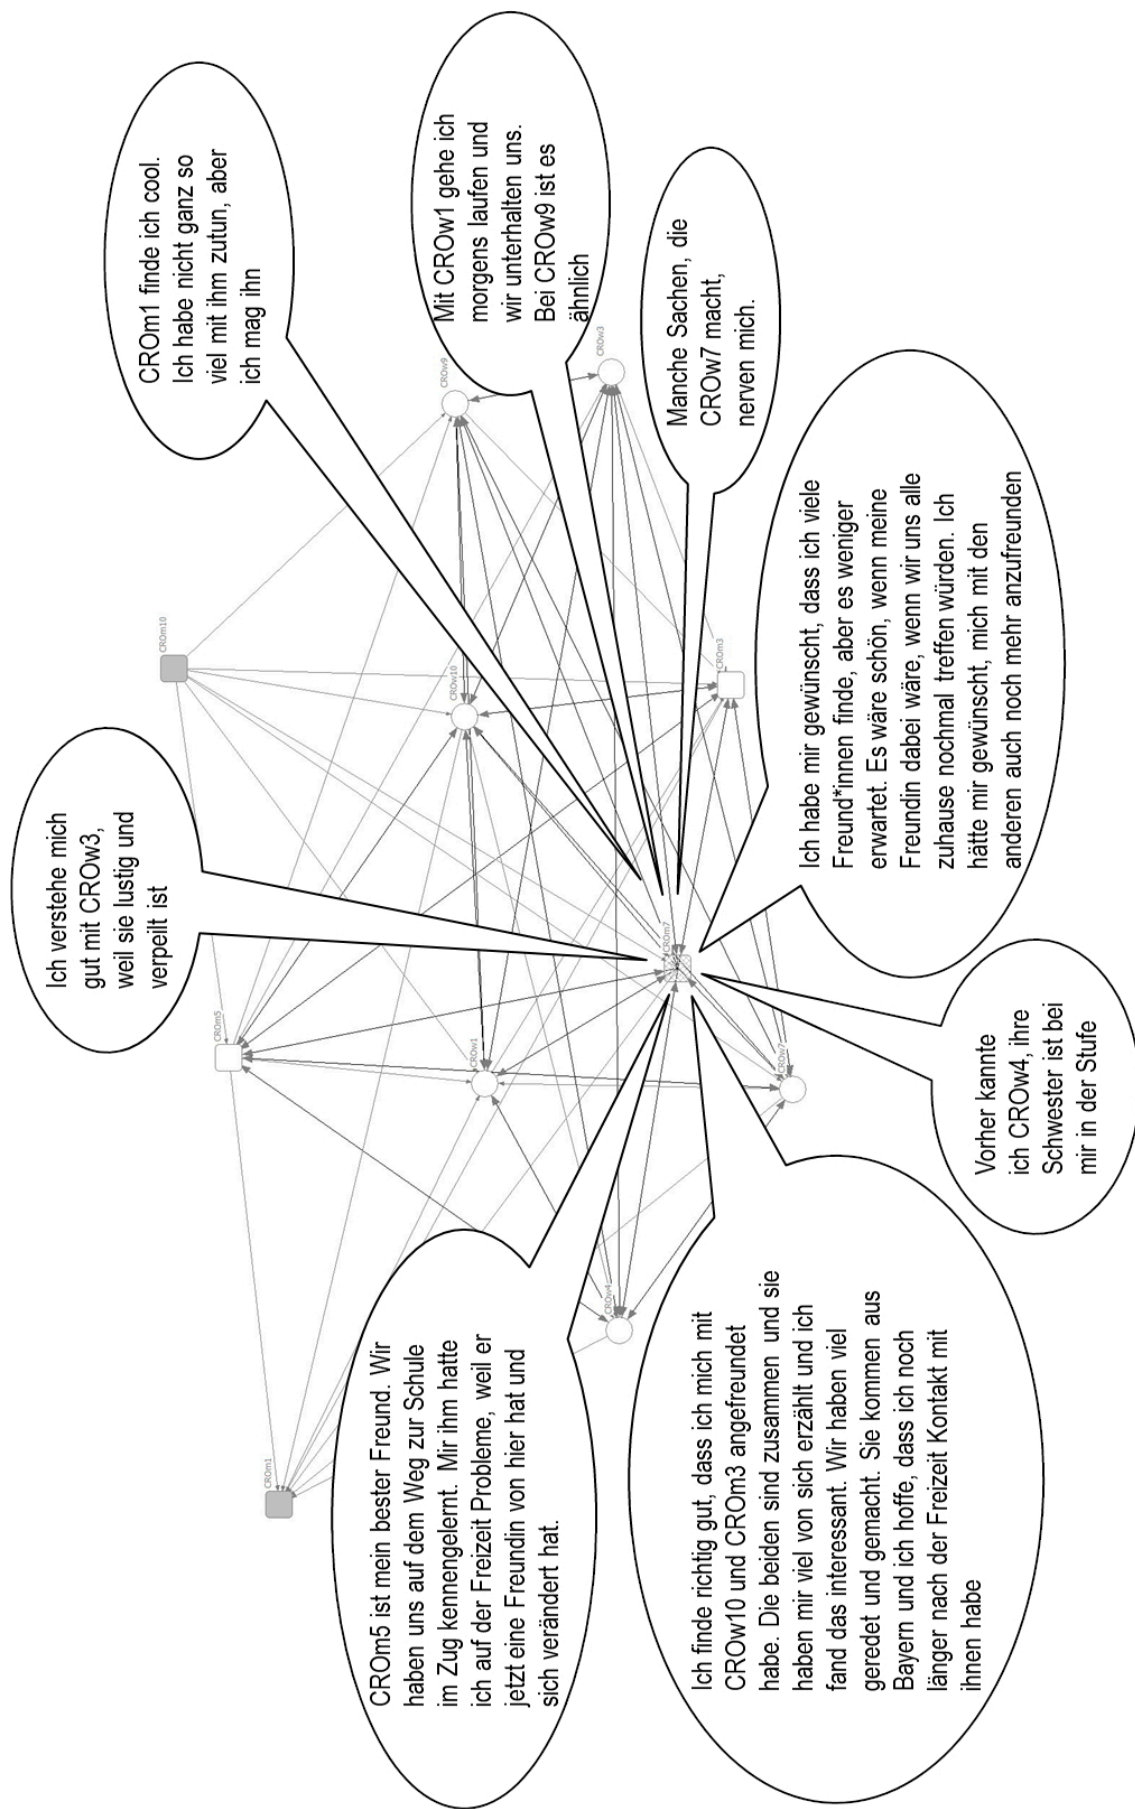 Ich verstehe mich
gut mit CROw3,
weil sie lustig und
verpeilt ist
CROm1 finde ich cool.
Ich habe nicht ganz so
viel mit ihm zutun, aber
ich mag ihn
CROm10
CROm5
CROm1
CROm5 ist mein bester Freund. Wir
haben uns auf dem Weg zur Schule
im Zug kennengelernt. Mir ihm hatte
ich auf der Freizeit Probleme, weil er
jetzt eine Freundin von hier hat und
sich verändert hat.
Mit CROw1 gehe ich
morgens laufen und
wir unterhalten uns.
Bei CROw9 ist es
ähnlich
CROw9
CROw10
CROw1
CROw3
CROw4
CROm7
CROm3
CROw7
Manche Sachen, die
CROw7 macht,
nerven mich.
Ich finde richtig gut, dass ich mich mit
CROw10 und CROm3 angefreundet
habe. Die beiden sind zusammen und sie
haben mir viel von sich erzählt und ich
fand das interessant. Wir haben viel
geredet und gemacht. Sie kommen aus
Bayern und ich hoffe, dass ich noch
länger nach der Freizeit Kontakt mit
ihnen habe
Ich habe mir gewünscht, dass ich viele
Freund*innen finde, aber es weniger
erwartet. Es wäre schön, wenn meine
Freundin dabei wäre, wenn wir uns alle
zuhause nochmal treffen würden. Ich
hätte mir gewünscht, mich mit den
anderen auch noch mehr anzufreunden
Vorher kannte
ich CROw4, ihre
Schwester ist bei
mir in der Stufe